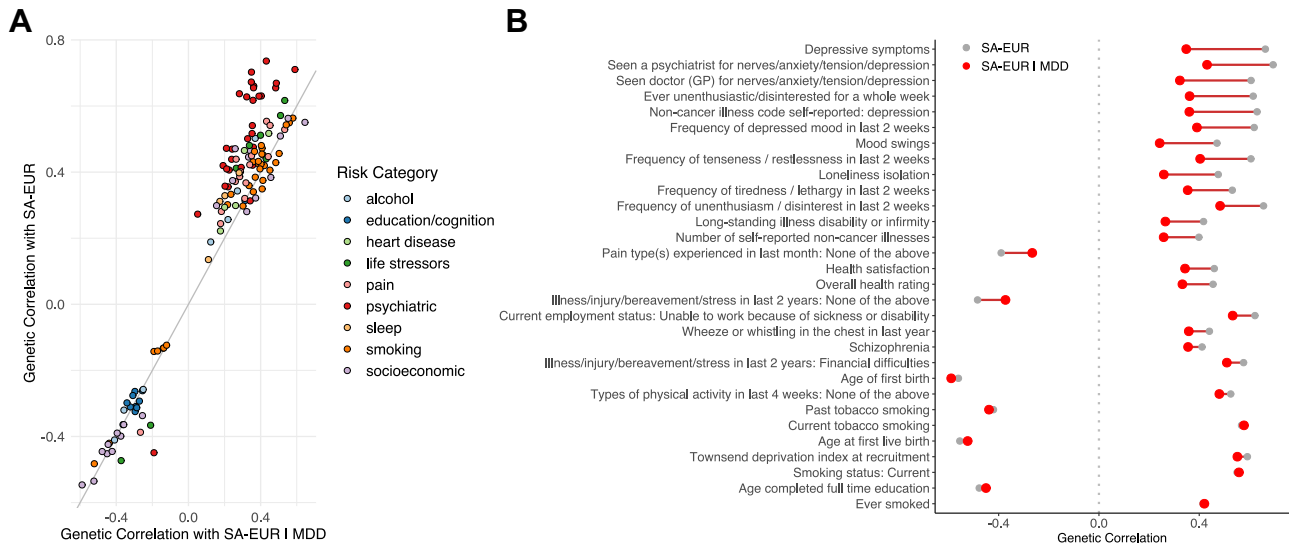 A
Genetic Correlation with SA-EUR
0.8
0.4
0.0
-0.4
-0.4
0.0
0.4
Genetic Correlation with SA-EUR I MDD
Risk Category
alcohol
education/cognition
heart disease
life stressors
pain
psychiatric
sleep
smoking
socioeconomic
B
SA-EUR
SA-EUR I MDD
Depressive symptoms
Seen a psychiatrist for nerves/anxiety/tension/depression
Seen doctor (GP) for nerves/anxiety/tension/depression
Ever unenthusiastic/disinterested for a whole week
Non-cancer illness code self-reported: depression
Frequency of depressed mood in last 2 weeks
Mood swings
Frequency of tenseness / restlessness in last 2 weeks
Loneliness isolation
Frequency of tiredness / lethargy in last 2 weeks
Frequency of unenthusiasm / disinterest in last 2 weeks
Long-standing illness disability or infirmity
Number of self-reported non-cancer illnesses
Pain type(s) experienced in last month: None of the above
Health satisfaction
Overall health rating
Illness/injury/bereavement/stress in last 2 years: None of the above
Current employment status: Unable to work because of sickness or disability
Wheeze or whistling in the chest in last year
Schizophrenia
Illness/injury/bereavement/stress in last 2 years: Financial difficulties
Age of first birth
Types of physical activity in last 4 weeks: None of the above
Past tobacco smoking
Current tobacco smoking
Age at first live birth
Townsend deprivation index at recruitment
Smoking status: Current
Age completed full time education
Ever smoked
-0.4
0.0
0.4
Genetic Correlation